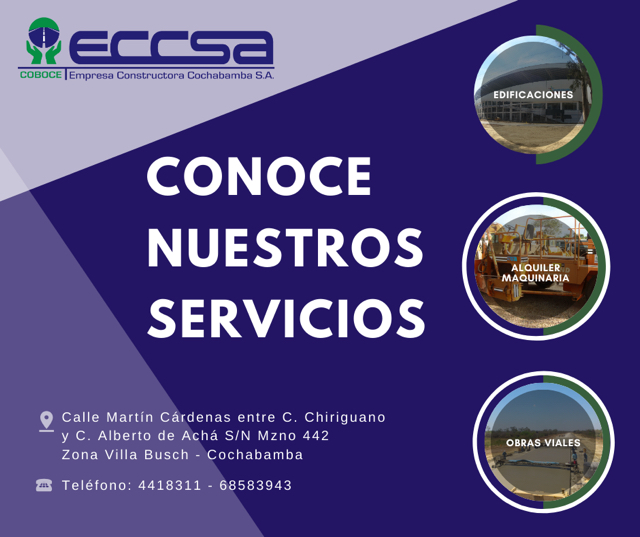 ECCSA
COBOCE Empresa Constructora Cochabamba S.A.
CONOCE
NUESTROS
SERVICIOS
EDIFICACIONES
ALQUILER
MAQUINARIA
OBRAS VIALES
Calle Martín Cárdenas entre C. Chiriguano
y C. Alberto de Achá S/N Mzno 442
Zona Villa Busch - Cochabamba
Teléfono: 4418311 - 68583943